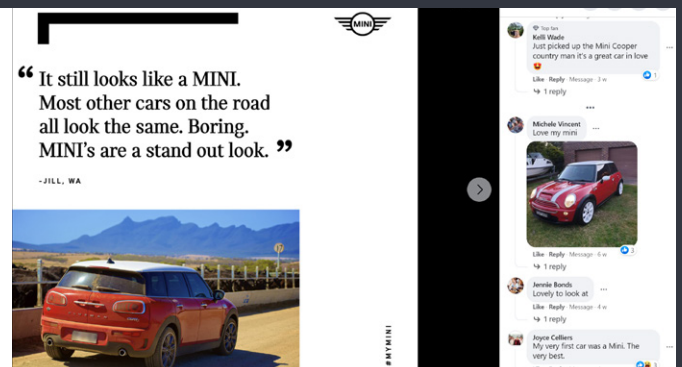 MINI
“ It still looks like a MINI.
Most other cars on the road
all look the same. Boring.
MINI’s are a stand out look. ”
-JILL, WA
#MYMINI
Top fan
Kelli Wade
Just picked up the Mini Cooper
country man it's a great car in love
Like · Reply · Message · 3 w
1
1 reply
Michele Vincent
Love my mini
Like · Reply · Message · 6 w
3
1 reply
Jennie Bonds
Lovely to look at
Like · Reply · Message · 4 w
1 reply
Joyce Celliers
My very first car was a Mini. The
very best.
3